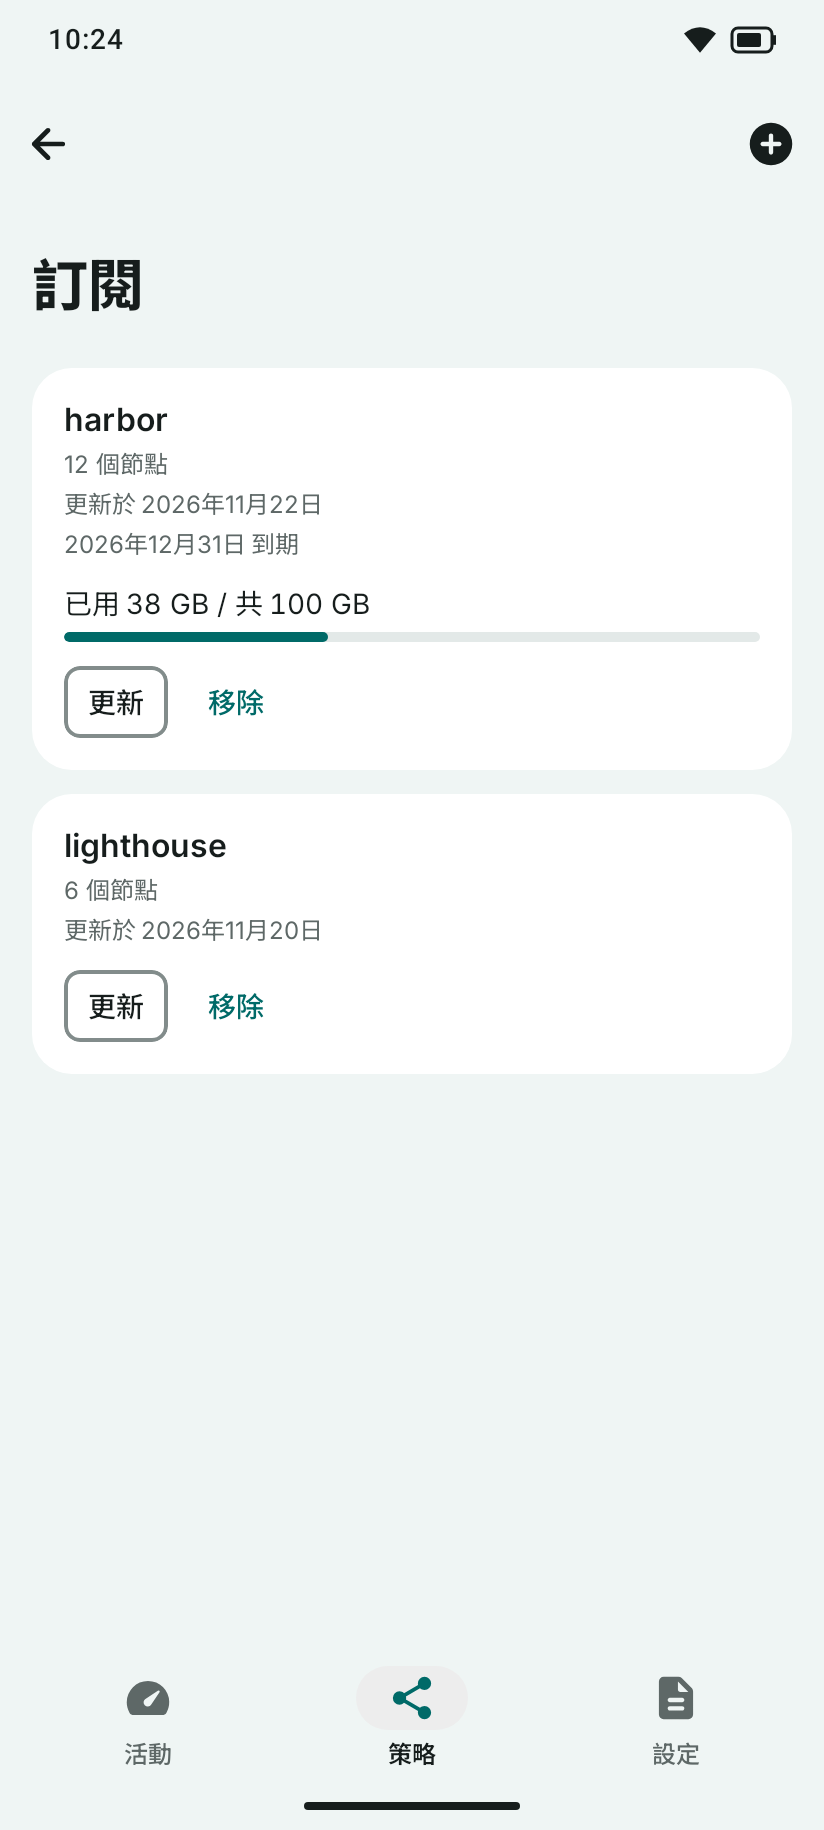 10:24
訂閱
harbor
12 個節點
更新於 2026年11月22日
2026年12月31日 到期
已用 38 GB / 共 100 GB
更新 移除
lighthouse
6 個節點
更新於 2026年11月20日
更新 移除
活動 策略 設定